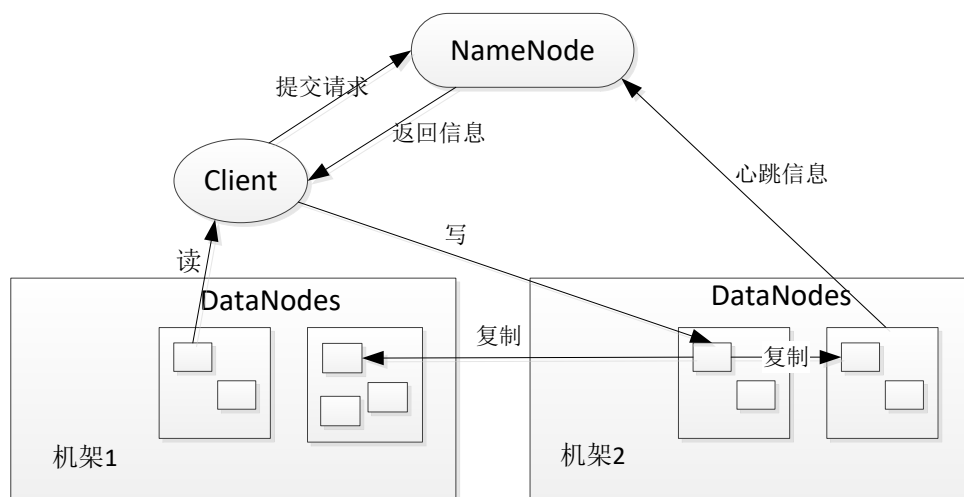 NameNode
提交请求
返回信息
Client
心跳信息
写
读
DataNodes
DataNodes
复制
复制
机架1
机架2